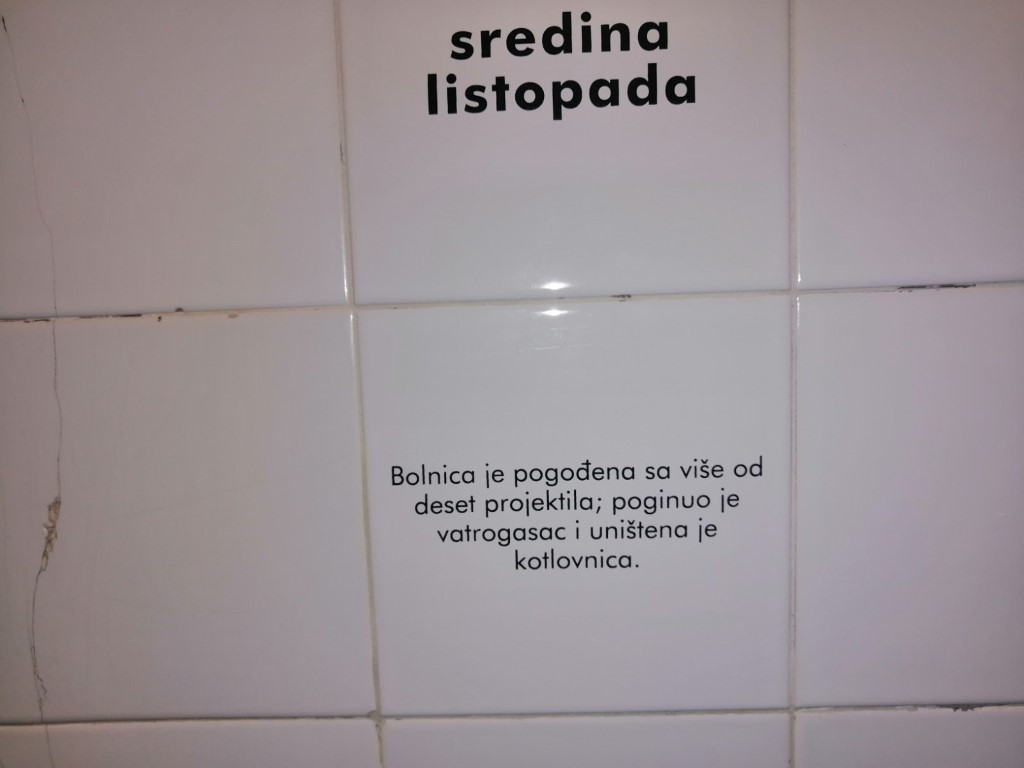 sredina
listopada
Bolnica je pogođena sa više od
deset projektila; poginuo je
vatrogasac i uništena je
kotlovnica.